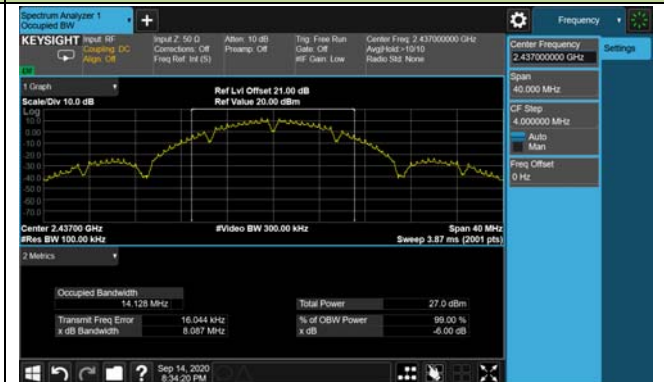 Spectrum Analyzer 1
Occupied BW
+
Frequency
KEYSIGHT Input: RF
Coupling: DC
Align: Off
Input Z: 50 Ω
Corrections: Off
Freq Ref: Int (S)
Atten: 10 dB
Preamp: Off
Trig: Free Run
Gate: Off
#IF Gain: Low
Center Freq: 2.437000000 GHz
Avg|Hold:>10/10
Radio Std: None
Center Frequency
2.437000000 GHz
Settings
Span
40.000 MHz
CF Step
4.000000 MHz
Auto
Man
Freq Offset
0 Hz
1 Graph
Scale/Div 10.0 dB
Ref Lvl Offset 21.00 dB
Ref Value 20.00 dBm
Log
10.0
0.00
-10.0
-20.0
-30.0
-40.0
-50.0
-60.0
-70.0
Center 2.43700 GHz
#Video BW 300.00 kHz
Span 40 MHz
#Res BW 100.00 kHz
Sweep 3.87 ms (2001 pts)
2 Metrics
Occupied Bandwidth
14.128 MHz
Total Power 27.0 dBm
Transmit Freq Error 16.044 kHz
% of OBW Power 99.00 %
x dB Bandwidth 8.087 MHz
x dB -6.00 dB
?
Sep 14, 2020
8:34:20 PM